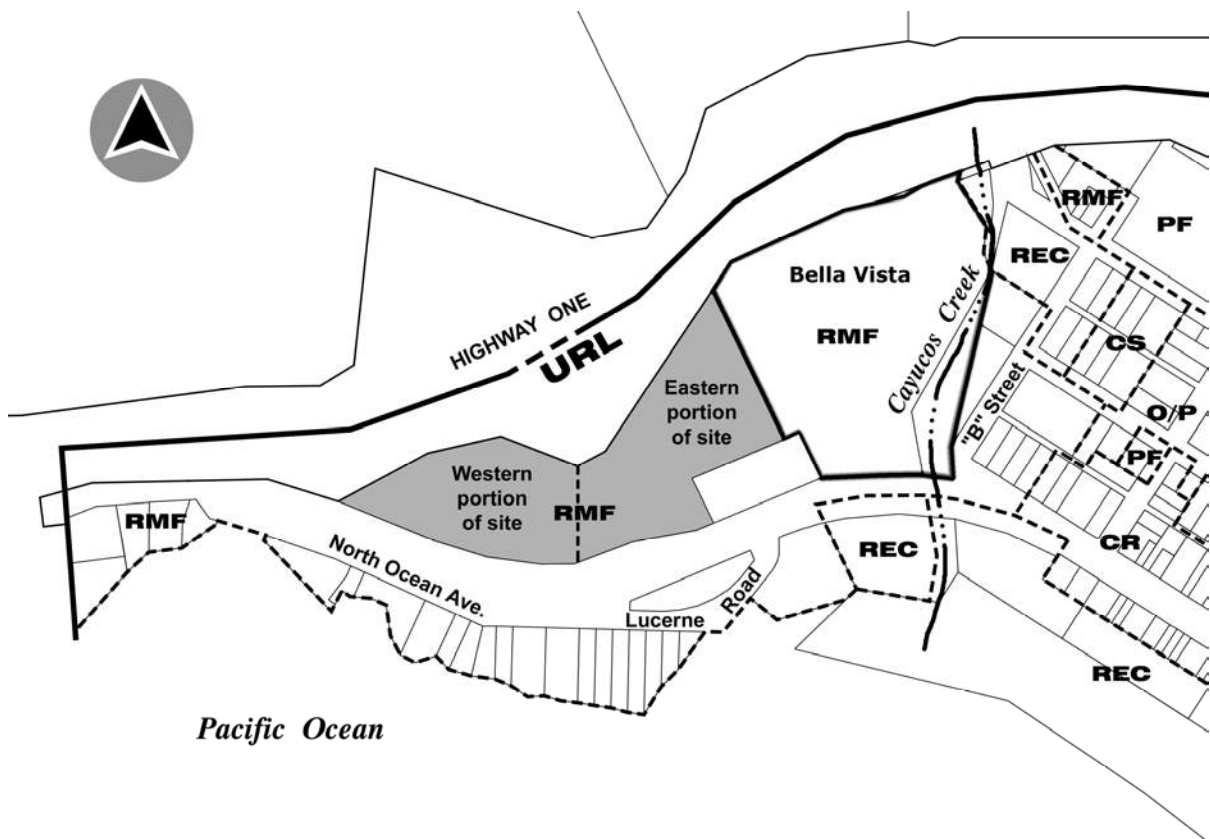 HIGHWAY ONE
URL
Bella Vista
RMF
Cayucos Creek
RMF
PF
REC
CS
"B" Street
O/P
PF
CR
Eastern
portion
of site
Western
portion
of site
RMF
RMF
North Ocean Ave.
Lucerne
Road
REC
REC
Pacific Ocean